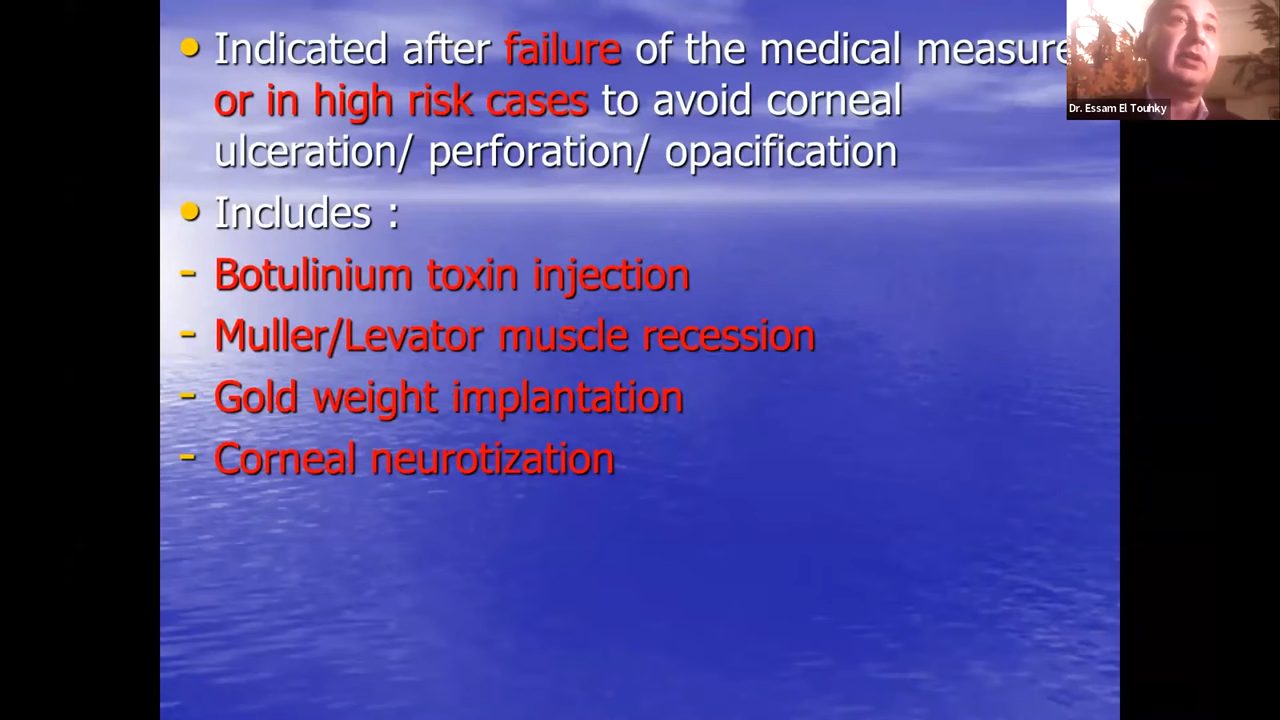 • Indicated after failure of the medical measure
or in high risk cases to avoid corneal
ulceration/ perforation/ opacification
• Includes :
- Botulinium toxin injection
- Muller/Levator muscle recession
- Gold weight implantation
- Corneal neurotization
Dr. Essam El Touhky